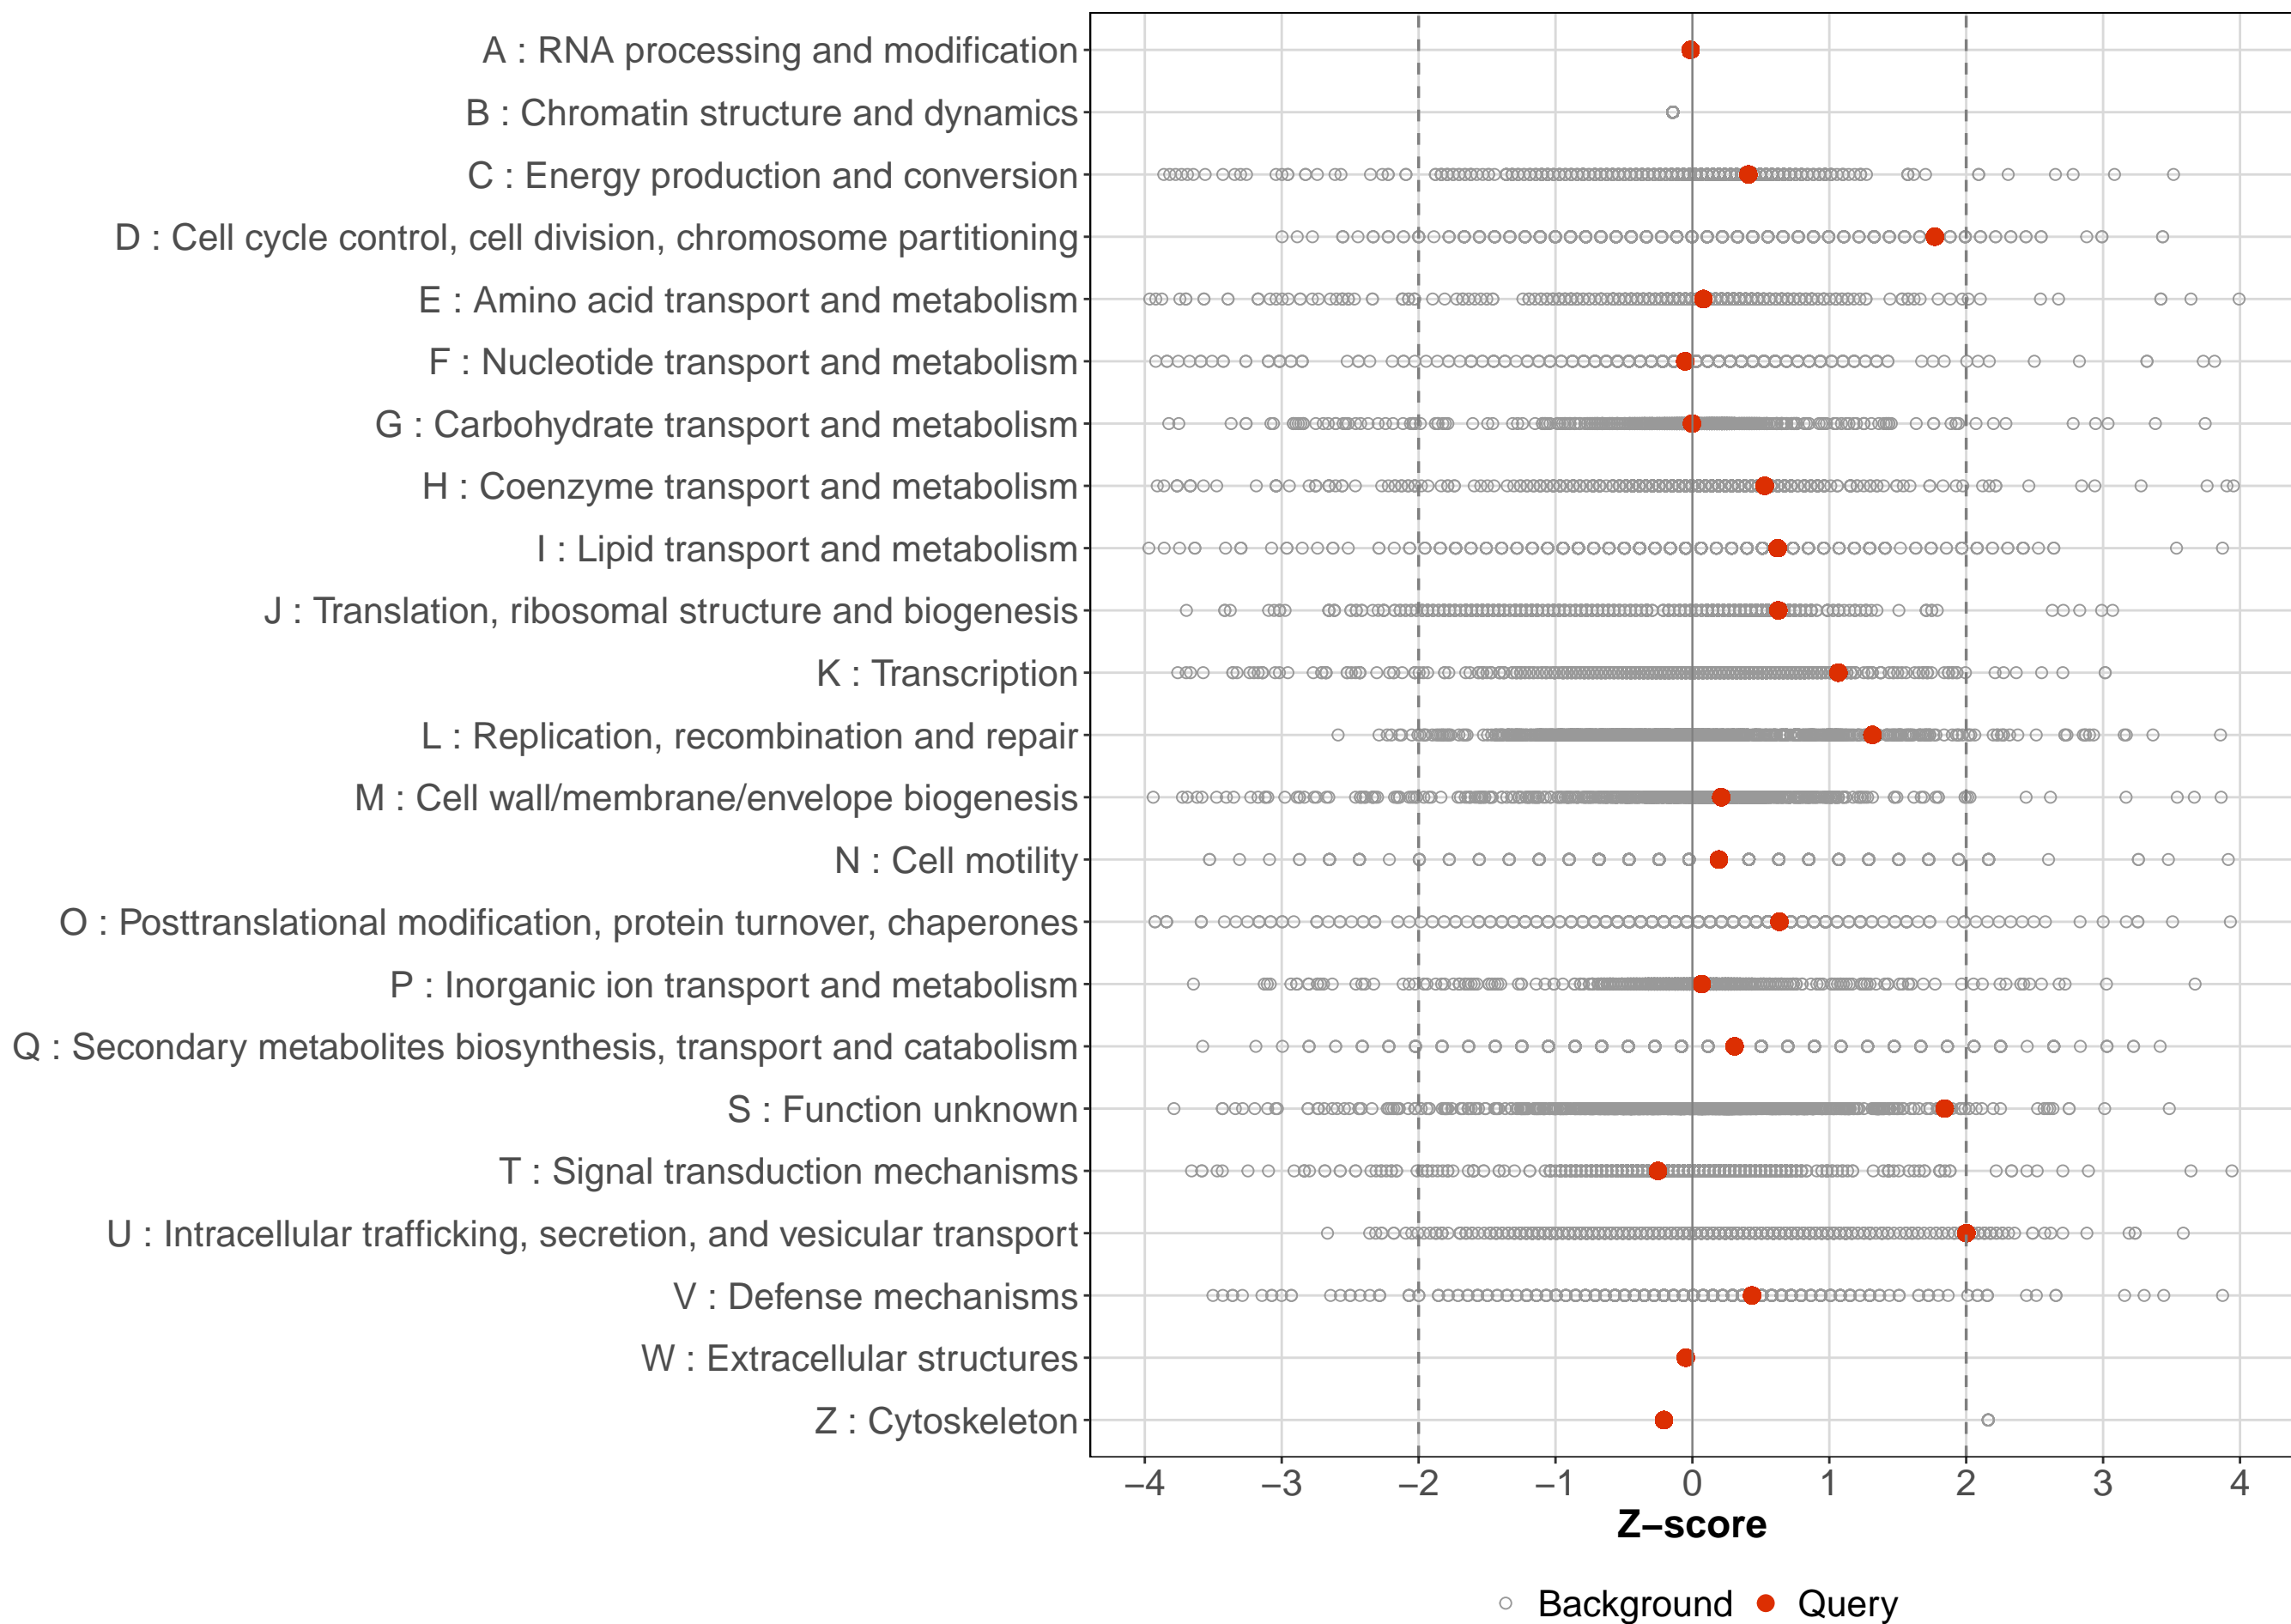 A : RNA processing and modification
B : Chromatin structure and dynamics
C : Energy production and conversion
D : Cell cycle control, cell division, chromosome partitioning
E : Amino acid transport and metabolism
F : Nucleotide transport and metabolism
G : Carbohydrate transport and metabolism
H : Coenzyme transport and metabolism
I : Lipid transport and metabolism
J : Translation, ribosomal structure and biogenesis
K : Transcription
L : Replication, recombination and repair
M : Cell wall/membrane/envelope biogenesis
N : Cell motility
O : Posttranslational modification, protein turnover, chaperones
P : Inorganic ion transport and metabolism
Q : Secondary metabolites biosynthesis, transport and catabolism
S : Function unknown
T : Signal transduction mechanisms
U : Intracellular trafficking, secretion, and vesicular transport
V : Defense mechanisms
W : Extracellular structures
Z : Cytoskeleton
−4 −3 −2 −1 0 1 2 3 4
Z−score
Background Query